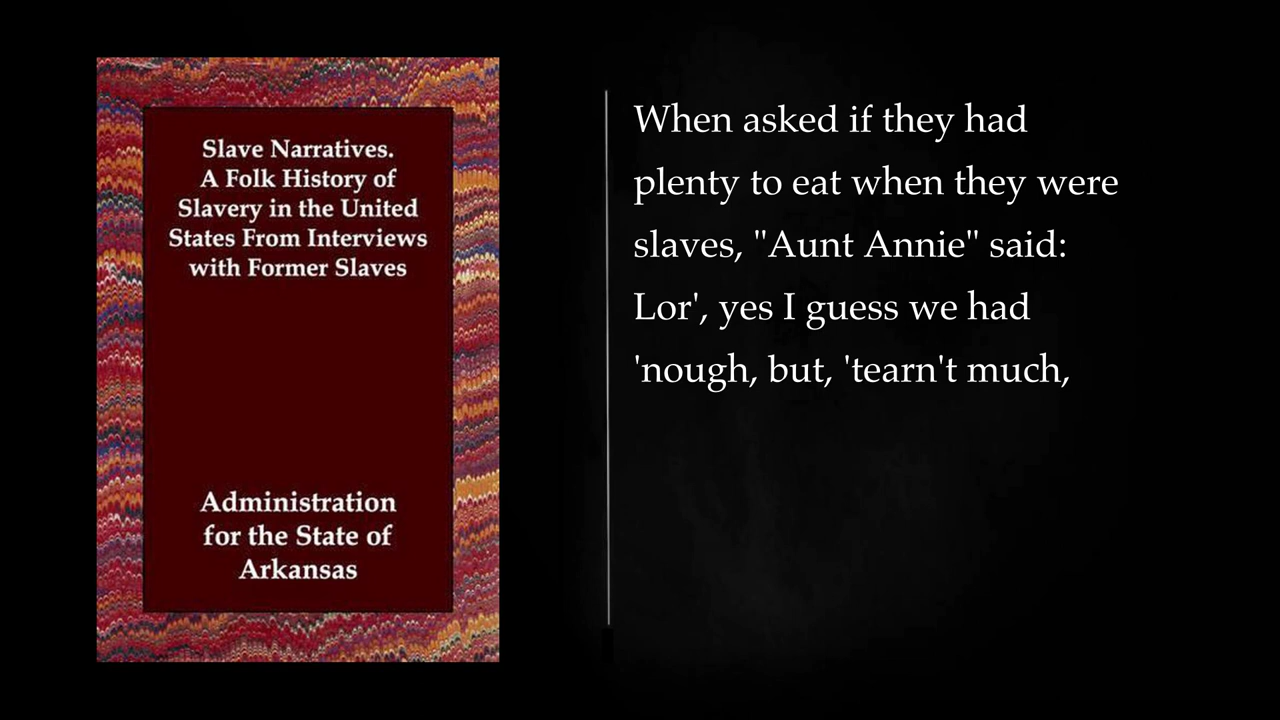 Slave Narratives.
A Folk History of
Slavery in the United
States From Interviews
with Former Slaves
Administration
for the State of
Arkansas
When asked if they had
plenty to eat when they were
slaves, "Aunt Annie" said:
Lor', yes I guess we had
'nough, but, 'tearn't much,